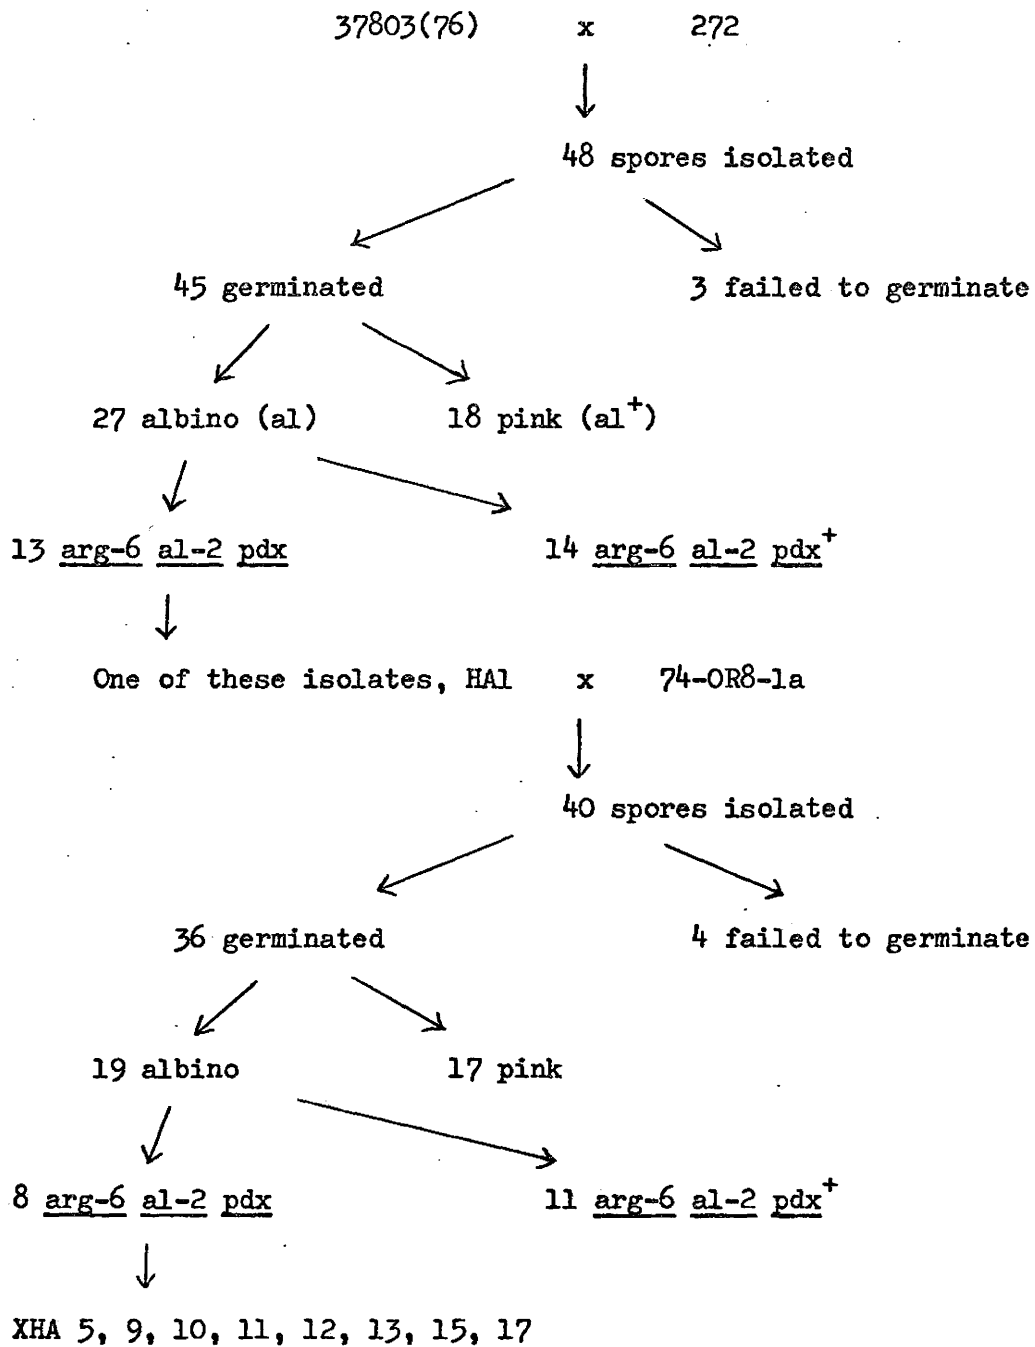 37803(76) x 272
48 spores isolated
45 germinated 3 failed to germinate
27 albino (al) 18 pink (al⁺)
13 arg-6 al-2 pdx 14 arg-6 al-2 pdx⁺
One of these isolates, HA1 x 74-OR8-1a
40 spores isolated
36 germinated 4 failed to germinate
19 albino 17 pink
8 arg-6 al-2 pdx 11 arg-6 al-2 pdx⁺
XHA 5, 9, 10, 11, 12, 13, 15, 17